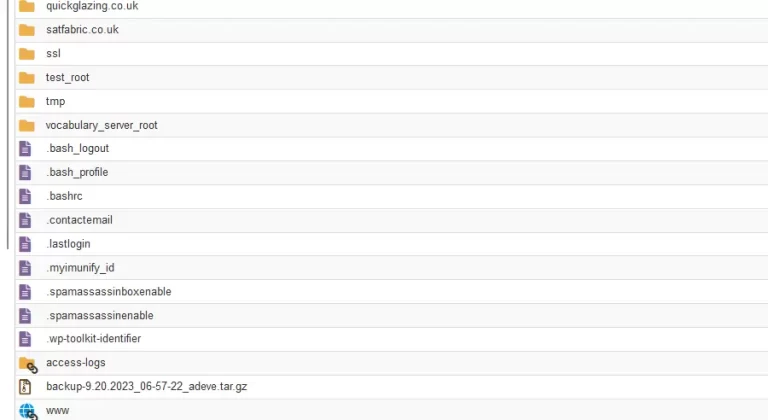 quickglazing.co.uk
satfabric.co.uk
ssl
test_root
tmp
vocabulary_server_root
.bash_logout
.bash_profile
.bashrc
.contactemail
.lastlogin
.myimunify_id
.spamassassinboxenable
.spamassassinenable
.wp-toolkit-identifier
access-logs
backup-9.20.2023_06-57-22_adeve.tar.gz
www